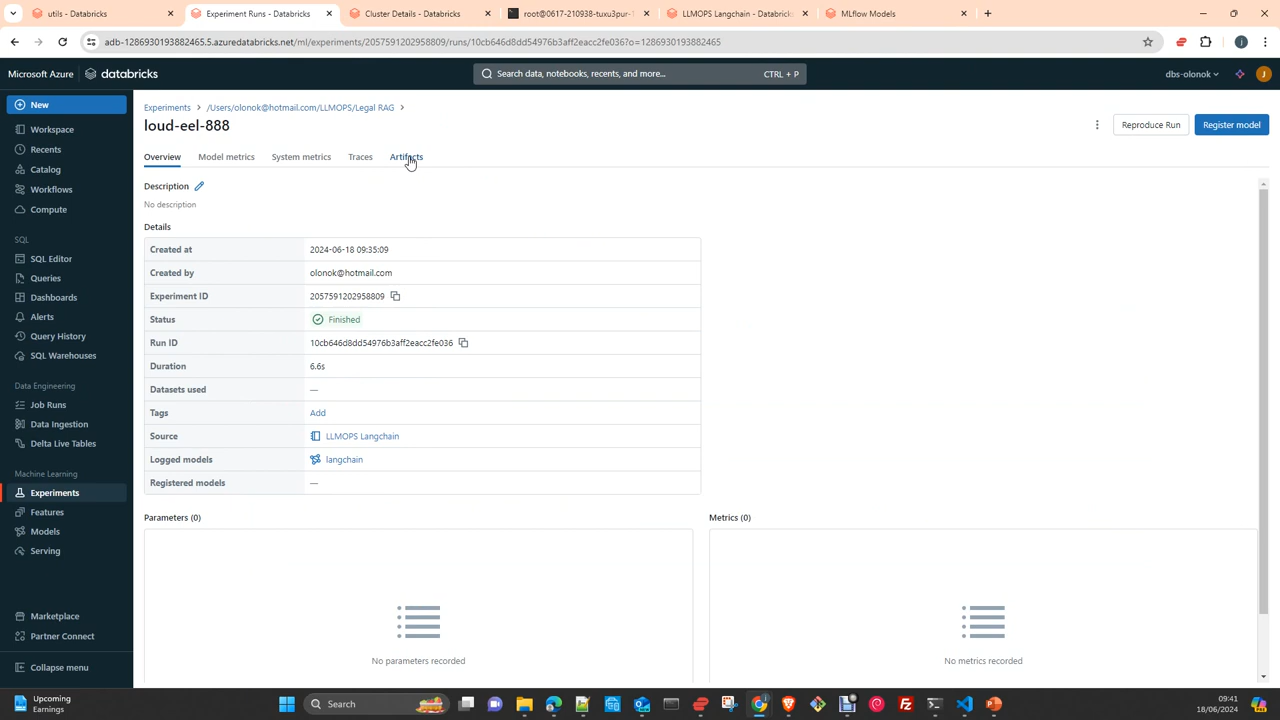 utils - Databricks
Experiment Runs - Databricks
Cluster Details - Databricks
root@0617-210938-tuxu3pur-1
LLMOPS Langchain - Databricks
MLflow Models
adb-1286930193882465.5.azuredatabricks.net/ml/experiments/2057591202958809/runs/10cb646d8dd54976b3aff2eacc2fe036?o=1286930193882465
Microsoft Azure
databricks
Search data, notebooks, recents, and more...
CTRL + P
dbs-olonok
J
New
Workspace
Recents
Catalog
Workflows
Compute
SQL
SQL Editor
Queries
Dashboards
Alerts
Query History
SQL Warehouses
Data Engineering
Job Runs
Data Ingestion
Delta Live Tables
Machine Learning
Experiments
Features
Models
Serving
Marketplace
Partner Connect
Collapse menu
Experiments > /Users/olonok@hotmail.com/LLMOPS/Legal RAG >
loud-eel-888
Reproduce Run
Register model
Overview
Model metrics
System metrics
Traces
Artifacts
Description
No description
Details
Created at 2024-06-18 09:35:09
Created by olonok@hotmail.com
Experiment ID 2057591202958809
Status Finished
Run ID 10cb646d8dd54976b3aff2eacc2fe036
Duration 6.6s
Datasets used —
Tags Add
Source LLMOPS Langchain
Logged models langchain
Registered models —
Parameters (0)
Metrics (0)
No parameters recorded
No metrics recorded
Upcoming
Earnings
Search
09:41
18/06/2024